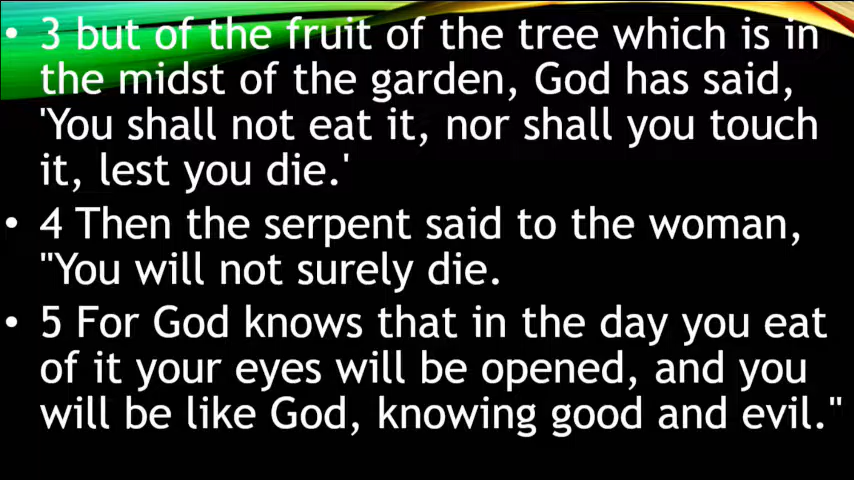 • 3 but of the fruit of the tree which is in
the midst of the garden, God has said,
'You shall not eat it, nor shall you touch
it, lest you die.'
• 4 Then the serpent said to the woman,
"You will not surely die.
• 5 For God knows that in the day you eat
of it your eyes will be opened, and you
will be like God, knowing good and evil."